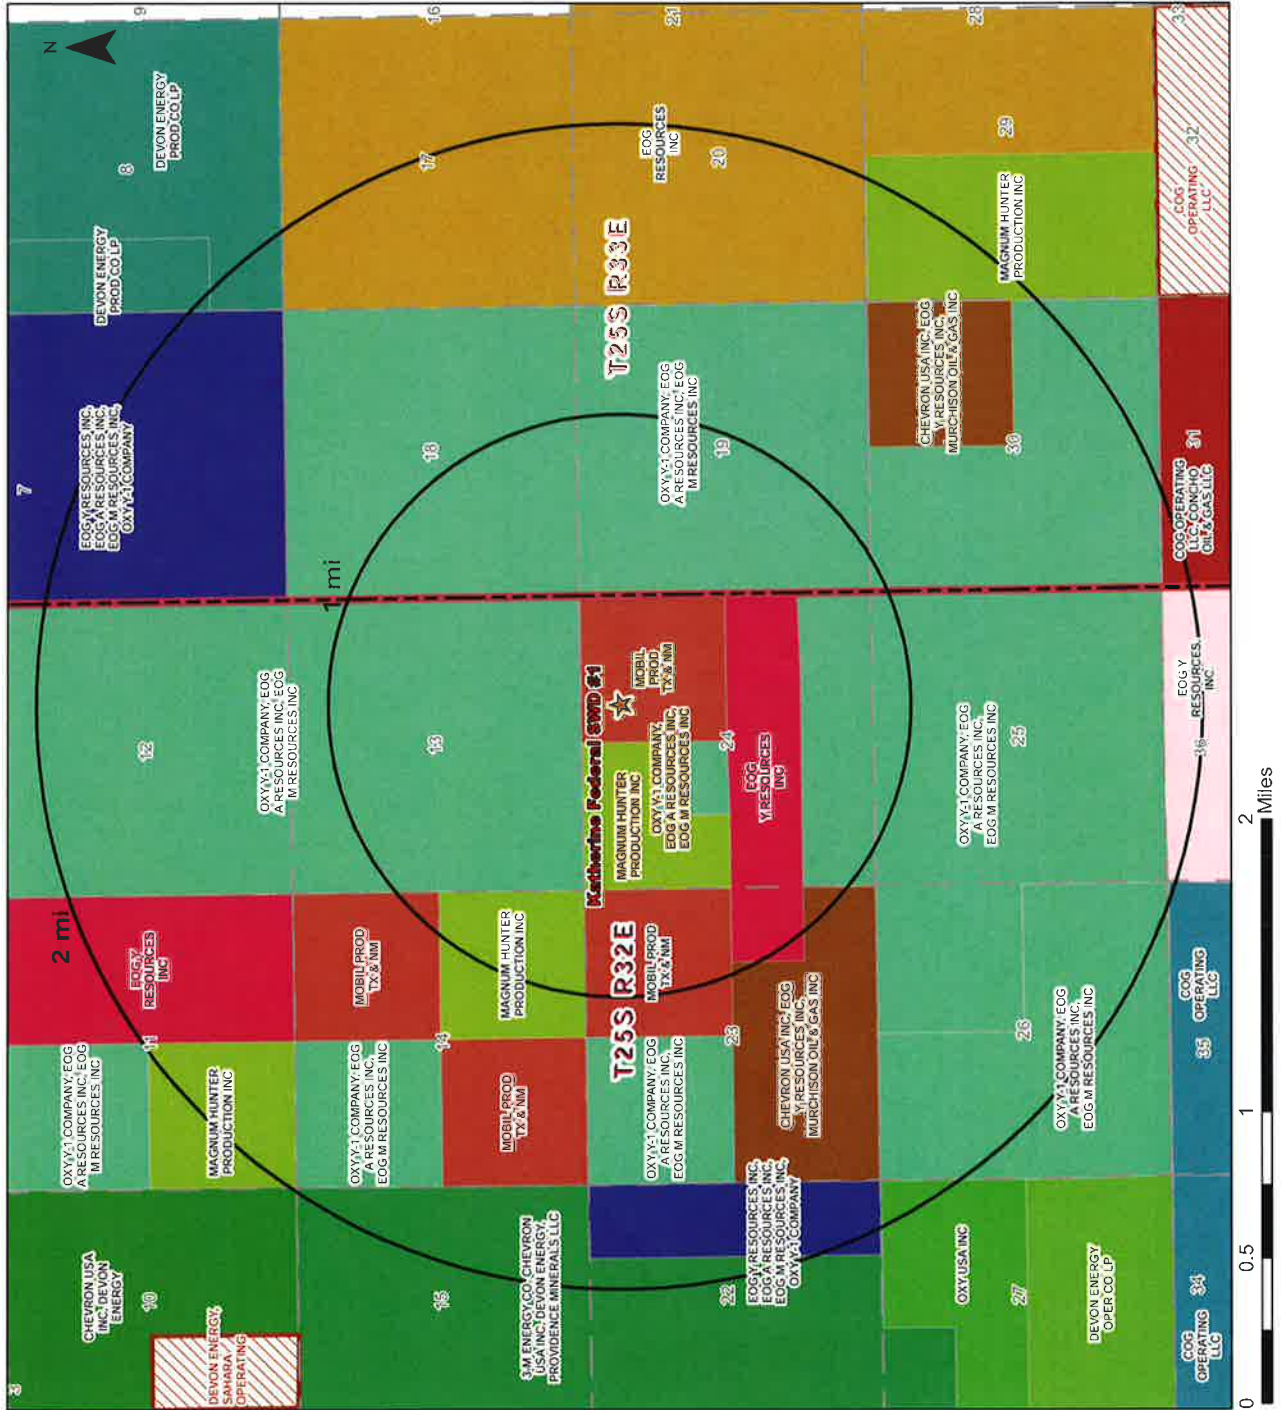 N
3
CHEVRON USA
INC, DEVON
ENERGY
10
DEVON ENERGY,
SAHARA
OPERATING
OXY Y-1 COMPANY, EOG
A RESOURCES INC, EOG
M RESOURCES INC
11
MAGNUM HUNTER
PRODUCTION INC
EOG Y
RESOURCES
INC
2 mi
12
OXY Y-1 COMPANY, EOG
A RESOURCES INC, EOG
M RESOURCES INC
7
EOG Y RESOURCES INC,
EOG A RESOURCES INC,
EOG M RESOURCES INC,
OXY Y-1 COMPANY
DEVON ENERGY
PROD CO LP
8
DEVON ENERGY
PROD CO LP
9
15
3-M ENERGY CO, CHEVRON
USA INC, DEVON ENERGY,
PROVIDENCE MINERALS LLC
OXY Y-1 COMPANY, EOG
A RESOURCES INC,
EOG M RESOURCES INC
14
MOBIL PROD
TX & NM
MOBIL PROD
TX & NM
MAGNUM HUNTER
PRODUCTION INC
13
1 mi
18
17
16
22
EOG Y RESOURCES INC,
EOG A RESOURCES INC,
EOG M RESOURCES INC,
OXY Y-1 COMPANY
T25S R32E
OXY Y-1 COMPANY, EOG
A RESOURCES INC,
EOG M RESOURCES INC
MOBIL PROD
TX & NM
23
CHEVRON USA INC, EOG
Y RESOURCES INC,
MURCHISON OIL & GAS INC
Katherine Federal SWD #1
MAGNUM HUNTER
PRODUCTION INC
OXY Y-1 COMPANY,
EOG A RESOURCES INC,
EOG M RESOURCES INC
MOBIL
PROD
TX & NM
24
EOG
Y RESOURCES
INC
T25S R33E
OXY Y-1 COMPANY, EOG
A RESOURCES INC, EOG
M RESOURCES INC
19
EOG
RESOURCES
INC
20
21
OXY USA INC
27
DEVON ENERGY
OPER CO LP
26
OXY Y-1 COMPANY, EOG
A RESOURCES INC,
EOG M RESOURCES INC
OXY Y-1 COMPANY, EOG
A RESOURCES INC,
EOG M RESOURCES INC
25
CHEVRON USA INC, EOG
Y RESOURCES INC,
MURCHISON OIL & GAS INC
30
MAGNUM HUNTER
PRODUCTION INC
29
28
COG
OPERATING
LLC
34
COG
OPERATING
LLC
35
EOG Y
RESOURCES,
INC.
36
COG OPERATING
LLC, CONCHO
OIL & GAS LLC
31
COG
OPERATING
LLC
32
33
0
0.5
1
2
Miles